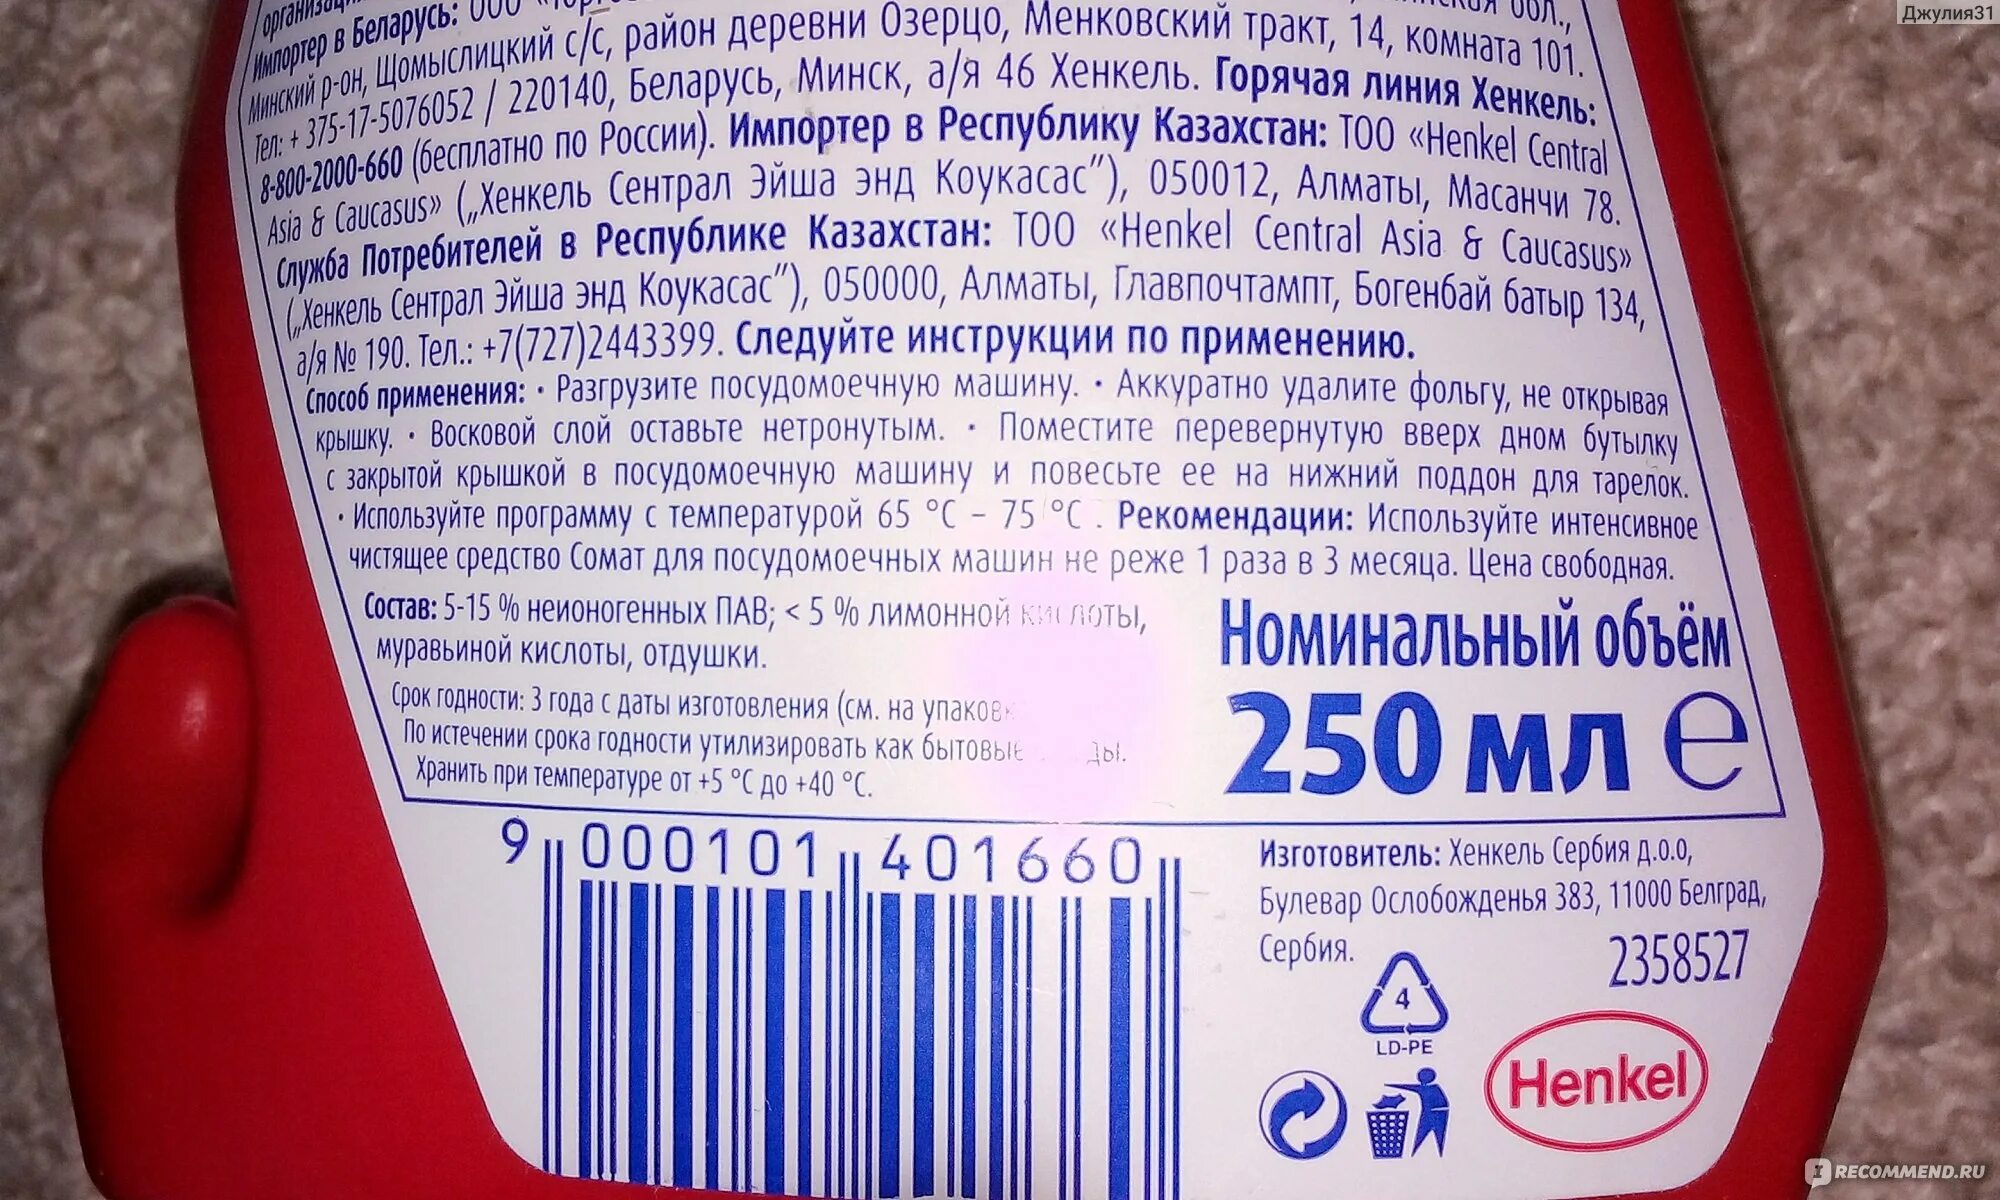 Джулия31
Импортер в Беларусь: ООО обл.,
Минский р-он, Щомыслицкий с/с, район деревни Озерцо, Менковский тракт, 14, комната 101.
Тел: + 375-17-5076052 / 220140, Беларусь, Минск, а/я 46 Хенкель. Горячая линия Хенкель:
8-800-2000-660 (бесплатно по России). Импортер в Республику Казахстан: ТОО «Henkel Central
Asia & Caucasus» („Хенкель Сентрал Эйша энд Коукасас”), 050012, Алматы, Масанчи 78.
Служба Потребителей в Республике Казахстан: ТОО «Henkel Central Asia & Caucasus»
(„Хенкель Сентрал Эйша энд Коукасас”), 050000, Алматы, Главпочтампт, Богенбай батыр 134,
а/я № 190. Тел.: +7(727)2443399. Следуйте инструкции по применению.
Способ применения: · Разгрузите посудомоечную машину. · Аккуратно удалите фольгу, не открывая
крышку. · Восковой слой оставьте нетронутым. · Поместите перевернутую вверх дном бутылку
с закрытой крышкой в посудомоечную машину и повесьте ее на нижний поддон для тарелок.
· Используйте программу с температурой 65 °C – 75 °C . Рекомендации: Используйте интенсивное
чистящее средство Сомат для посудомоечных машин не реже 1 раза в 3 месяца. Цена свободная.
Состав: 5-15 % неионогенных ПАВ; < 5 % лимонной кислоты,
муравьиной кислоты, отдушки.
Срок годности: 3 года с даты изготовления (см. на
По истечении срока годности утилизировать как бытовые
Хранить при температуре от +5 °C до +40 °C.
Номинальный объём
250 мл ℮
9 000101 401660
Изготовитель: Хенкель Сербия д.о.о,
Булевар Ослобожденья 383, 11000 Белград,
Сербия.
2358527
4
LD-PE
Henkel
RECOMMEND.RU